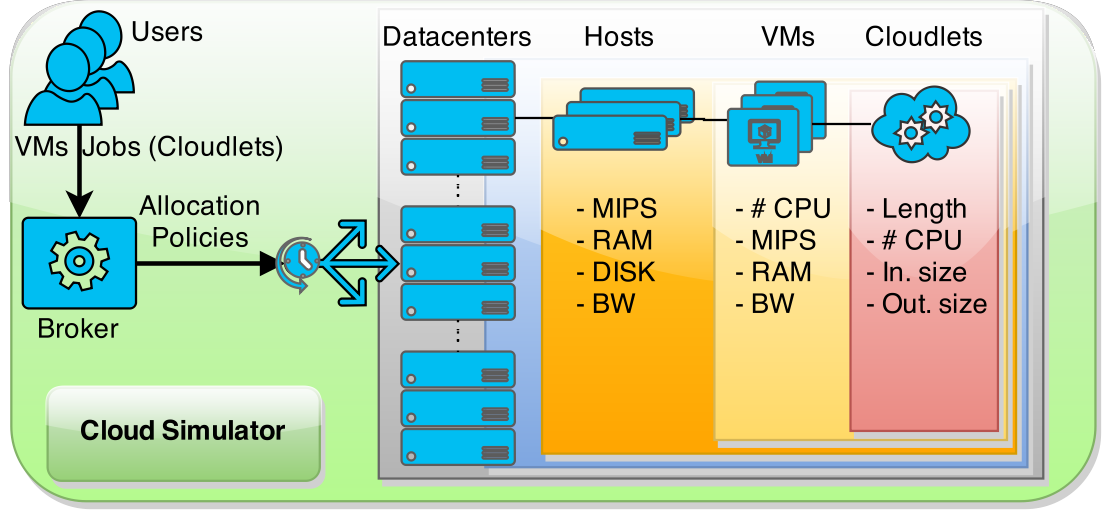 Users
VMs Jobs (Cloudlets)
Allocation
Policies
Broker
Cloud Simulator
Datacenters
Hosts
VMs
Cloudlets
VM
- MIPS
- RAM
- DISK
- BW
- # CPU
- MIPS
- RAM
- BW
- Length
- # CPU
- In. size
- Out. size